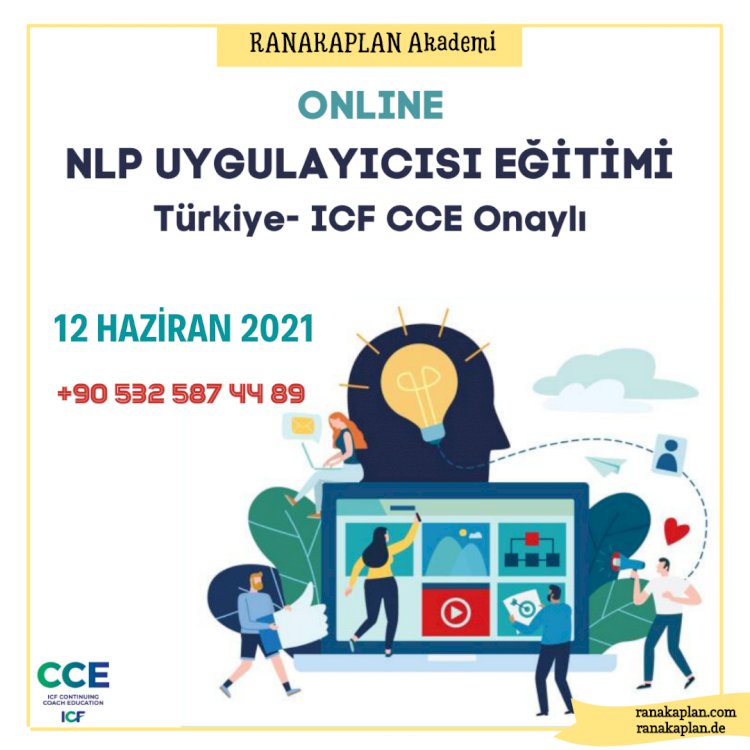 RANAKAPLAN Akademi
ONLINE
NLP UYGULAYICISI EĞİTİMİ
Türkiye- ICF CCE Onaylı
12 HAZİRAN 2021
+90 532 587 44 89
CCE
ICF CONTINUING
COACH EDUCATION
ICF
ranakaplan.com
ranakaplan.de